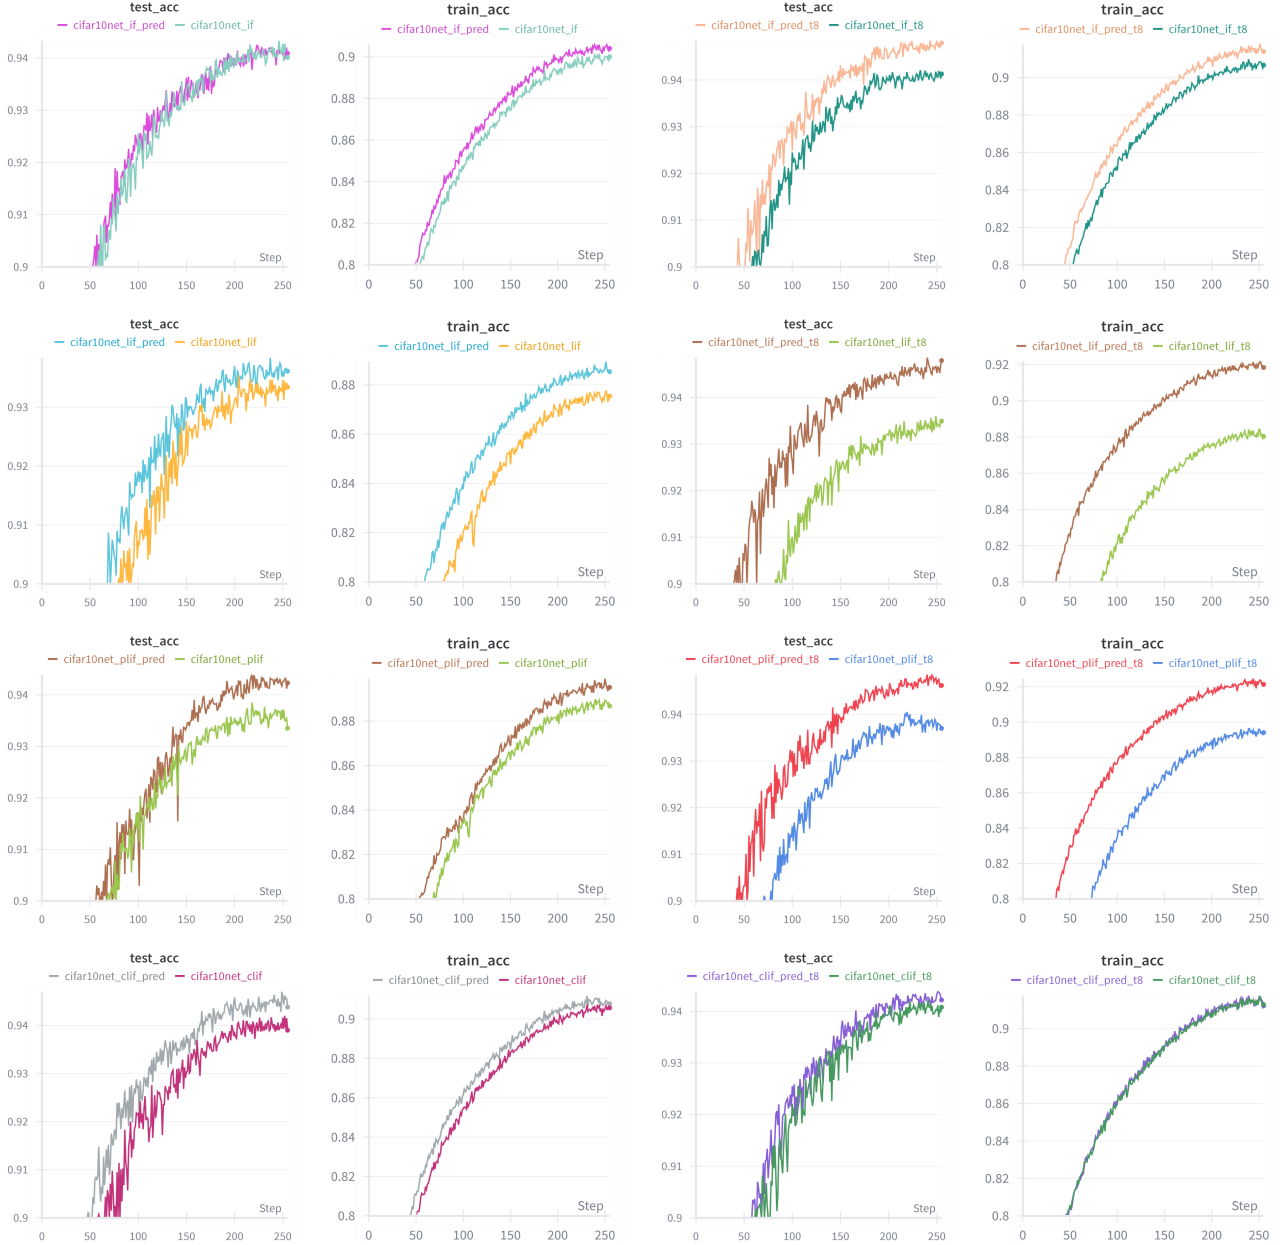 test_acc
cifar10net_if_pred cifar10net_if
0.94
0.93
0.92
0.91
0.9
Step
0 50 100 150 200 250
train_acc
cifar10net_if_pred cifar10net_if
0.9
0.88
0.86
0.84
0.82
0.8
Step
0 50 100 150 200 250
test_acc
cifar10net_if_pred_t8 cifar10net_if_t8
0.94
0.93
0.92
0.91
0.9
Step
0 50 100 150 200 250
train_acc
cifar10net_if_pred_t8 cifar10net_if_t8
0.9
0.88
0.86
0.84
0.82
0.8
Step
0 50 100 150 200 250
test_acc
cifar10net_lif_pred cifar10net_lif
0.93
0.92
0.91
0.9
Step
0 50 100 150 200 250
train_acc
cifar10net_lif_pred cifar10net_lif
0.88
0.86
0.84
0.82
0.8
Step
0 50 100 150 200 250
test_acc
cifar10net_lif_pred_t8 cifar10net_lif_t8
0.94
0.93
0.92
0.91
0.9
Step
0 50 100 150 200 250
train_acc
cifar10net_lif_pred_t8 cifar10net_lif_t8
0.92
0.9
0.88
0.86
0.84
0.82
0.8
Step
0 50 100 150 200 250
test_acc
cifar10net_plif_pred cifar10net_plif
0.94
0.93
0.92
0.91
0.9
Step
0 50 100 150 200 250
train_acc
cifar10net_plif_pred cifar10net_plif
0.88
0.86
0.84
0.82
0.8
Step
0 50 100 150 200 250
test_acc
cifar10net_plif_pred_t8 cifar10net_plif_t8
0.94
0.93
0.92
0.91
0.9
Step
0 50 100 150 200 250
train_acc
cifar10net_plif_pred_t8 cifar10net_plif_t8
0.92
0.9
0.88
0.86
0.84
0.82
0.8
Step
0 50 100 150 200 250
test_acc
cifar10net_clif_pred cifar10net_clif
0.94
0.93
0.92
0.91
0.9
Step
0 50 100 150 200 250
train_acc
cifar10net_clif_pred cifar10net_clif
0.9
0.88
0.86
0.84
0.82
0.8
Step
0 50 100 150 200 250
test_acc
cifar10net_clif_pred_t8 cifar10net_clif_t8
0.94
0.93
0.92
0.91
0.9
Step
0 50 100 150 200 250
train_acc
cifar10net_clif_pred_t8 cifar10net_clif_t8
0.9
0.88
0.86
0.84
0.82
0.8
Step
0 50 100 150 200 250